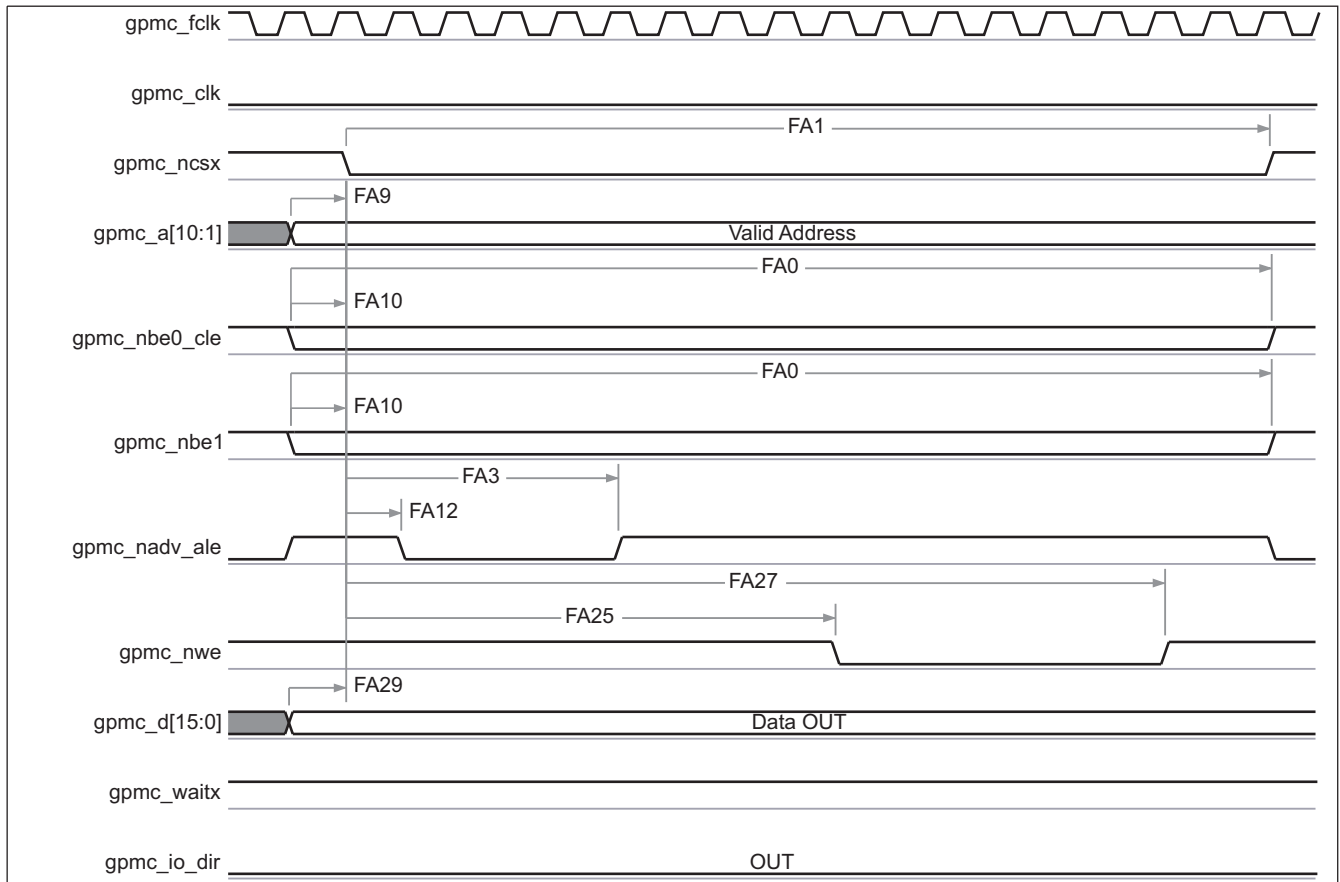 gpmc_fclk
gpmc_clk
FA1
gpmc_ncsx
FA9
gpmc_a[10:1]
Valid Address
FA0
FA10
gpmc_nbe0_cle
FA0
FA10
gpmc_nbe1
FA3
FA12
gpmc_nadv_ale
FA27
FA25
gpmc_nwe
FA29
gpmc_d[15:0]
Data OUT
gpmc_waitx
gpmc_io_dir
OUT